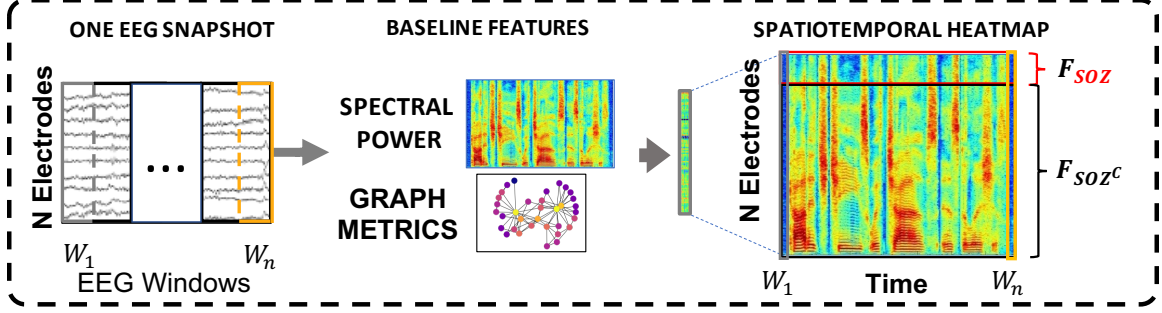 ONE EEG SNAPSHOT
N Electrodes
...
W_1
W_n
EEG Windows
BASELINE FEATURES
SPECTRAL
POWER
GRAPH
METRICS
SPATIOTEMPORAL HEATMAP
N Electrodes
F_SOZ
F_SOZ^C
W_1
Time
W_n